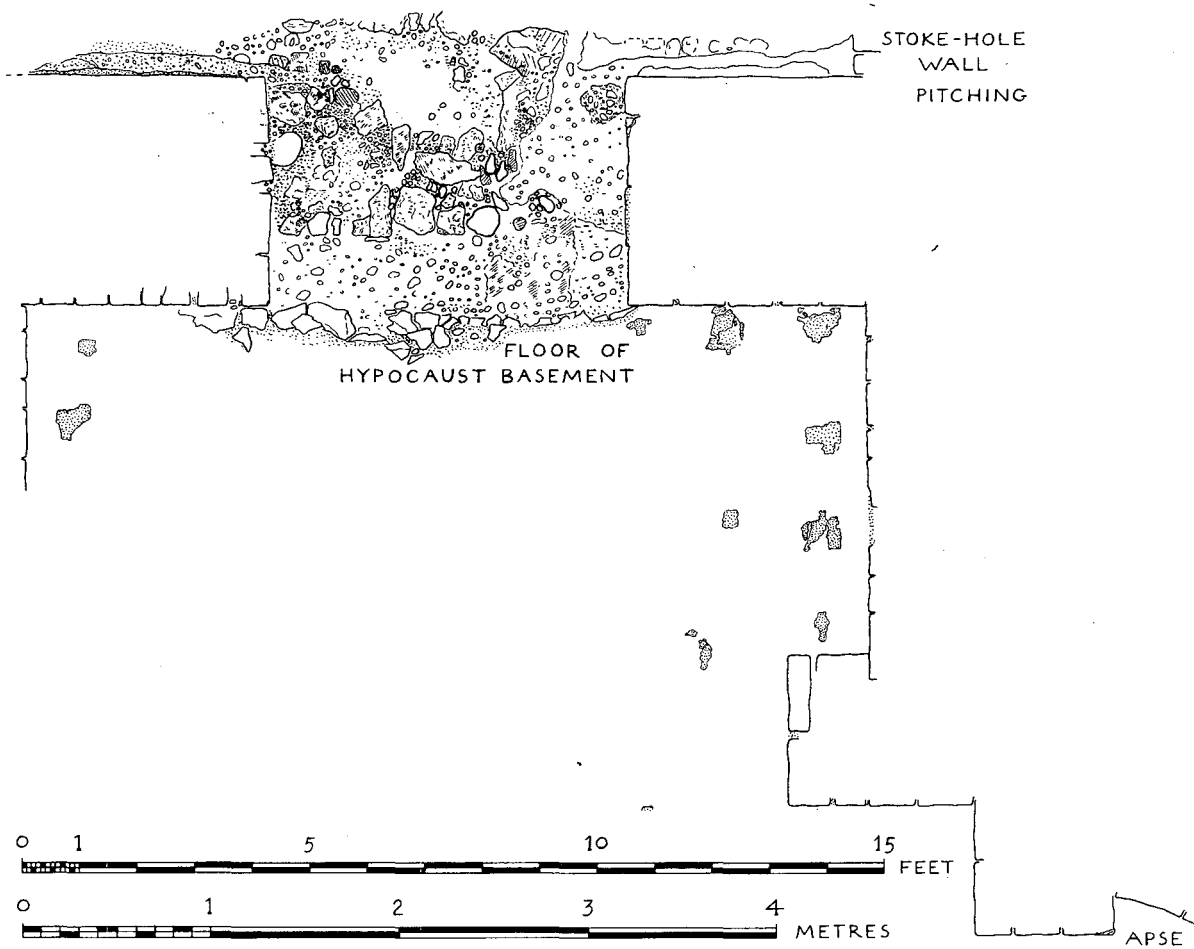 STOKE-HOLE
WALL
PITCHING
FLOOR OF
HYPOCAUST BASEMENT
0 1 5 10 15
FEET
0 1 2 3 4
METRES
APSE